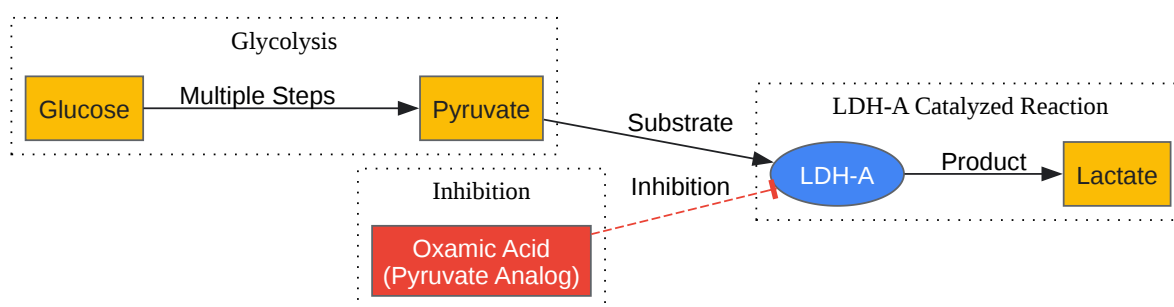 Glycolysis
Glucose
Multiple Steps
Pyruvate
Substrate
LDH-A Catalyzed Reaction
LDH-A
Product
Lactate
Inhibition
Inhibition
Oxamic Acid
(Pyruvate Analog)